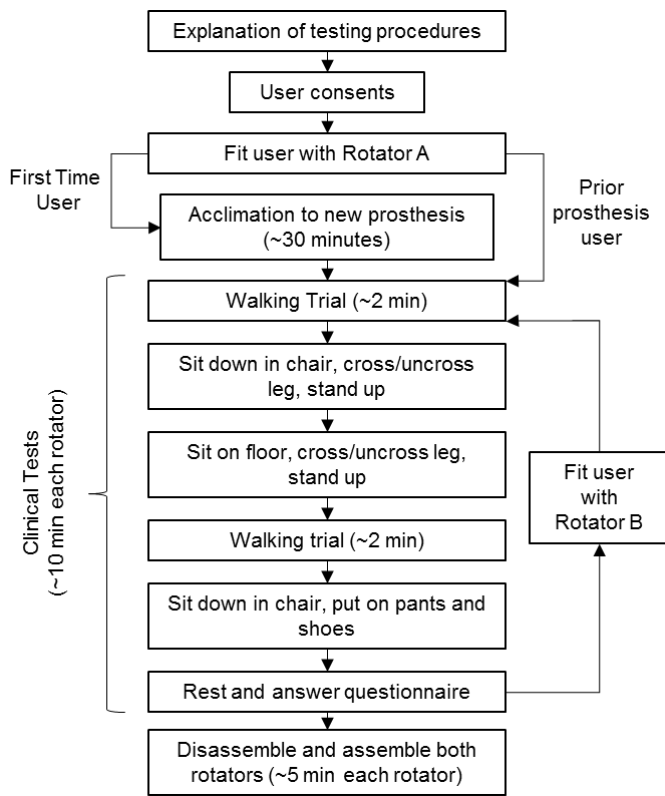 Explanation of testing procedures
User consents
Fit user with Rotator A
First Time
User
Prior
prosthesis
user
Acclimation to new prosthesis
(~30 minutes)
Clinical Tests
(~10 min each rotator)
Walking Trial (~2 min)
Sit down in chair, cross/uncross
leg, stand up
Sit on floor, cross/uncross leg,
stand up
Fit user
with
Rotator B
Walking trial (~2 min)
Sit down in chair, put on pants and
shoes
Rest and answer questionnaire
Disassemble and assemble both
rotators (~5 min each rotator)